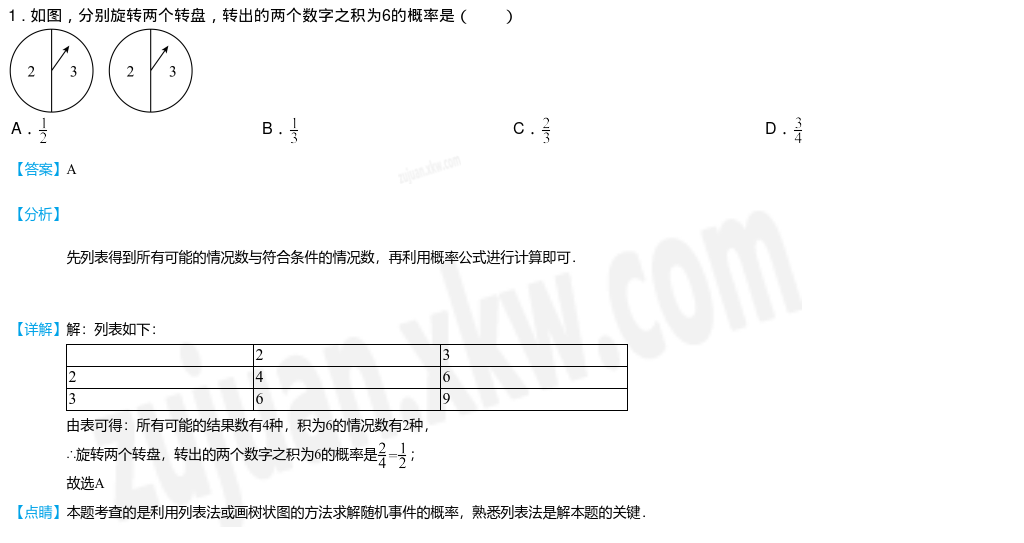 1．如图，分别旋转两个转盘，转出的两个数字之积为6的概率是（　　）
2 3 2 3
A．1/2 B．1/3 C．2/3 D．3/4
【答案】A
zujuan.xkw.com
【分析】
先列表得到所有可能的情况数与符合条件的情况数，再利用概率公式进行计算即可．
【详解】解：列表如下：
2 3
2 4 6
3 6 9
由表可得：所有可能的结果数有4种，积为6的情况数有2种，
∴旋转两个转盘，转出的两个数字之积为6的概率是2/4=1/2；
故选A
【点睛】本题考查的是利用列表法或画树状图的方法求解随机事件的概率，熟悉列表法是解本题的关键．
zujuan.xkw.com